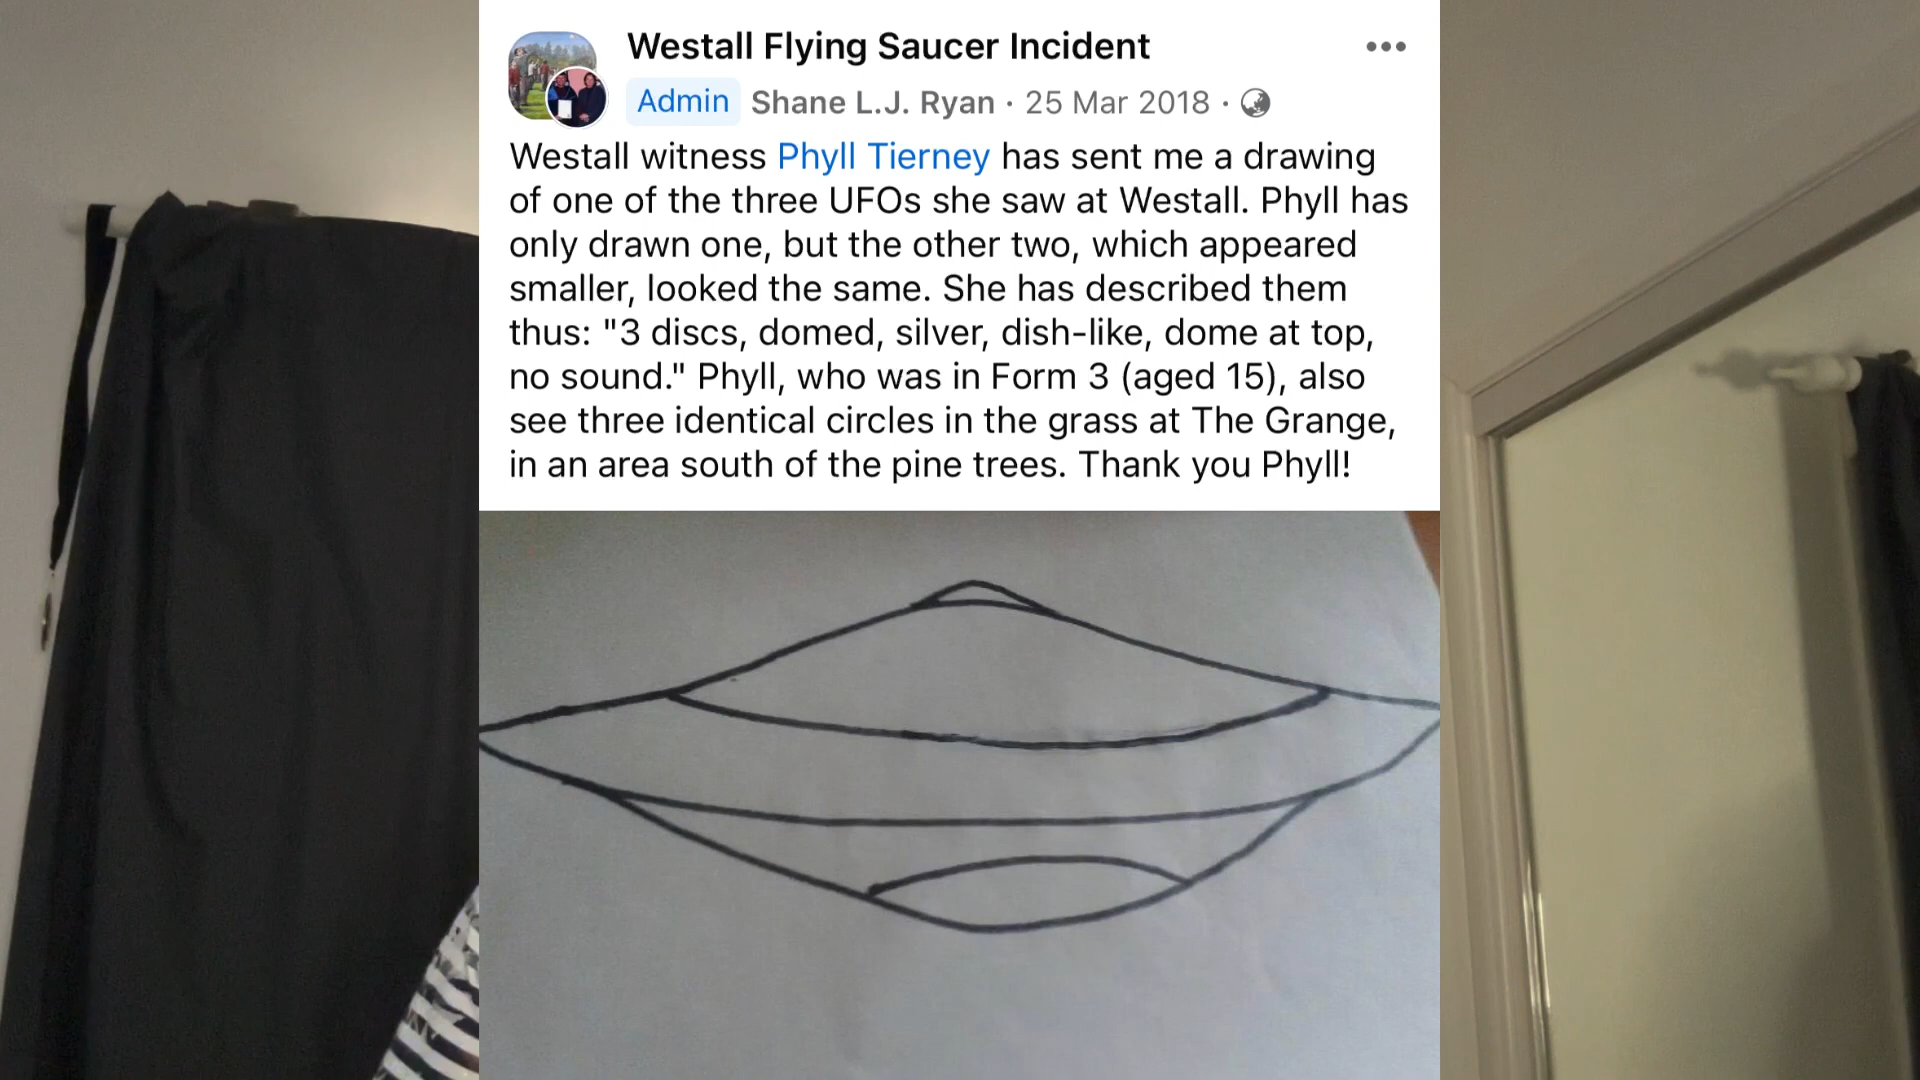 Westall Flying Saucer Incident
Admin Shane L.J. Ryan · 25 Mar 2018 ·
Westall witness Phyll Tierney has sent me a drawing
of one of the three UFOs she saw at Westall. Phyll has
only drawn one, but the other two, which appeared
smaller, looked the same. She has described them
thus: "3 discs, domed, silver, dish-like, dome at top,
no sound." Phyll, who was in Form 3 (aged 15), also
see three identical circles in the grass at The Grange,
in an area south of the pine trees. Thank you Phyll!